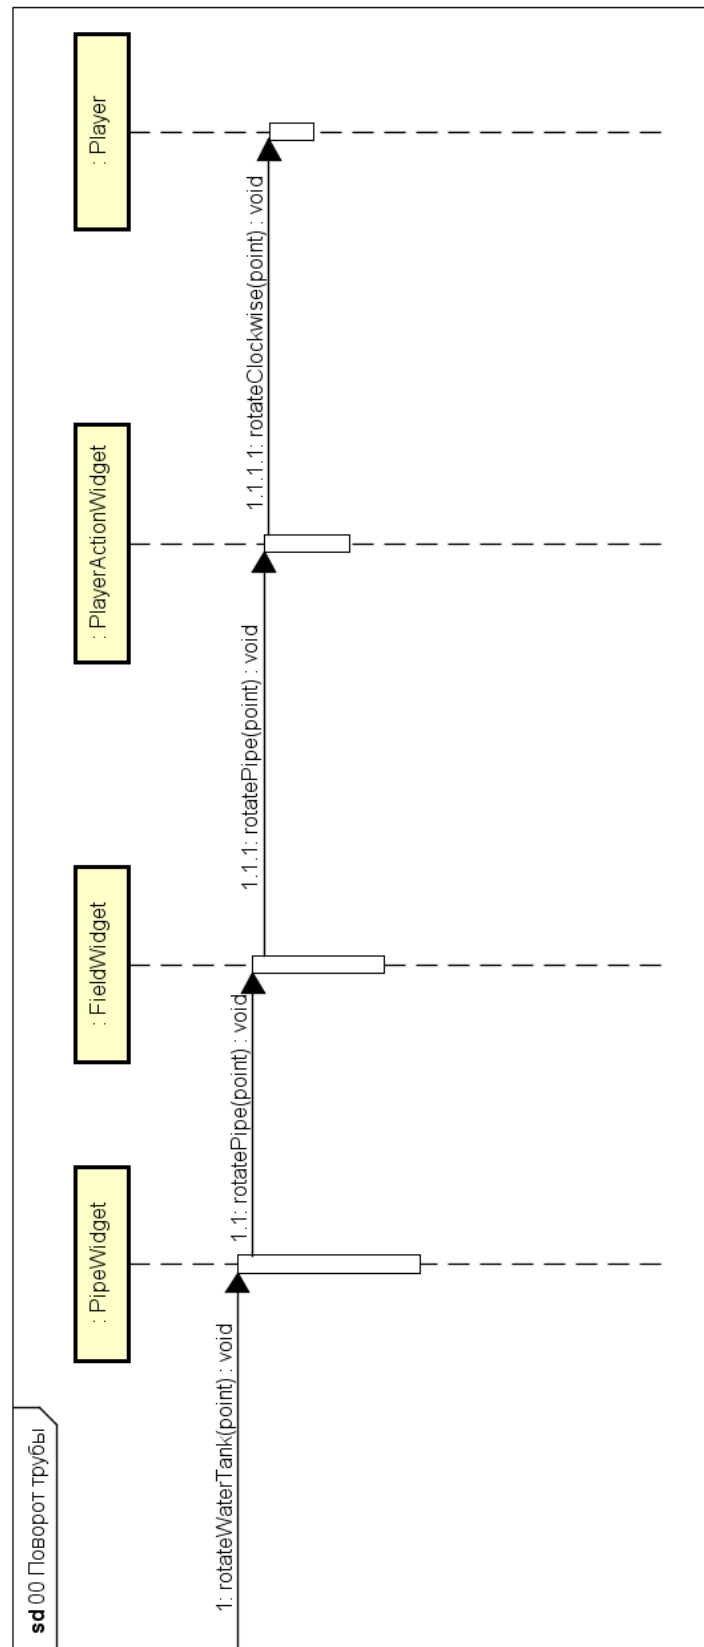 sd 00 Поворот трубы
: PipeWidget
: FieldWidget
: PlayerActionWidget
: Player
1: rotateWaterTank(point) : void
1.1: rotatePipe(point) : void
1.1.1: rotatePipe(point) : void
1.1.1.1: rotateClockwise(point) : void